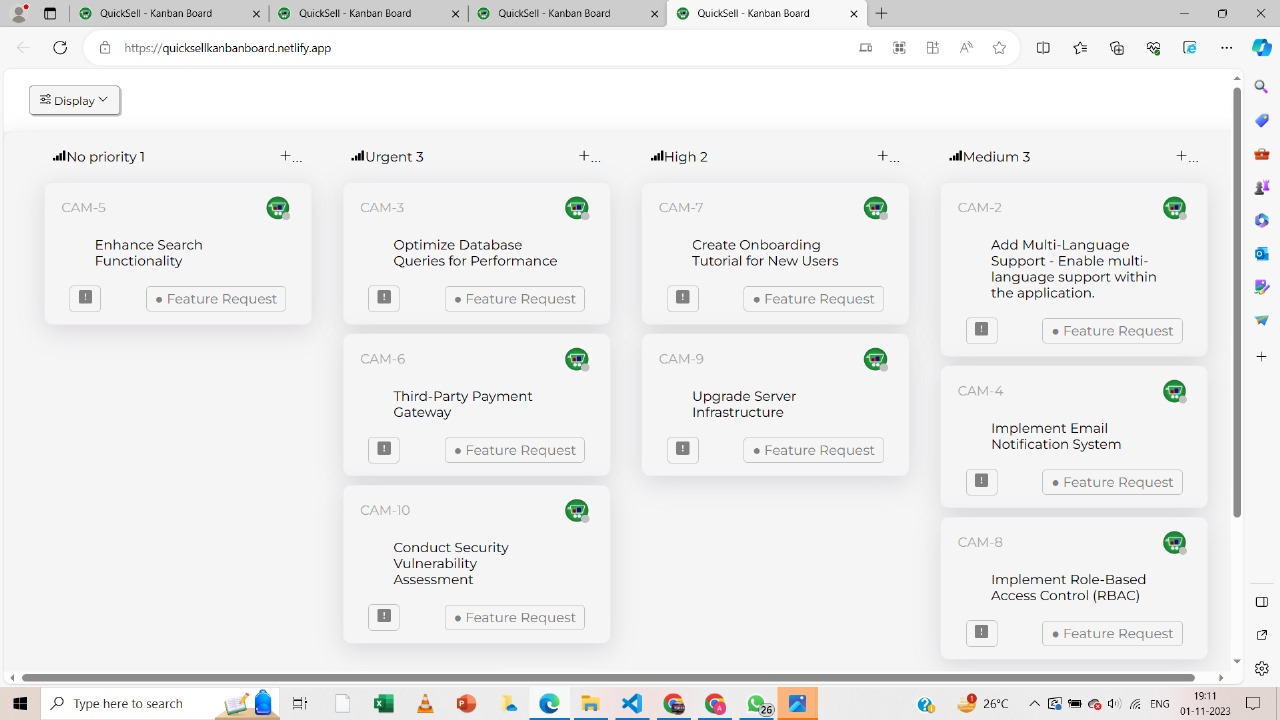 QuickSell - Kanban Board
QuickSell - Kanban Board
QuickSell - Kanban Board
QuickSell - Kanban Board
https://quicksellkanbanboard.netlify.app
Display
No priority 1
+...
CAM-5
Enhance Search
Functionality
• Feature Request
Urgent 3
+...
CAM-3
Optimize Database
Queries for Performance
• Feature Request
CAM-6
Third-Party Payment
Gateway
• Feature Request
CAM-10
Conduct Security
Vulnerability
Assessment
• Feature Request
High 2
+...
CAM-7
Create Onboarding
Tutorial for New Users
• Feature Request
CAM-9
Upgrade Server
Infrastructure
• Feature Request
Medium 3
+...
CAM-2
Add Multi-Language
Support - Enable multi-
language support within
the application.
• Feature Request
CAM-4
Implement Email
Notification System
• Feature Request
CAM-8
Implement Role-Based
Access Control (RBAC)
• Feature Request
Type here to search
26
1
26°C
ENG
19:11
01-11-2023